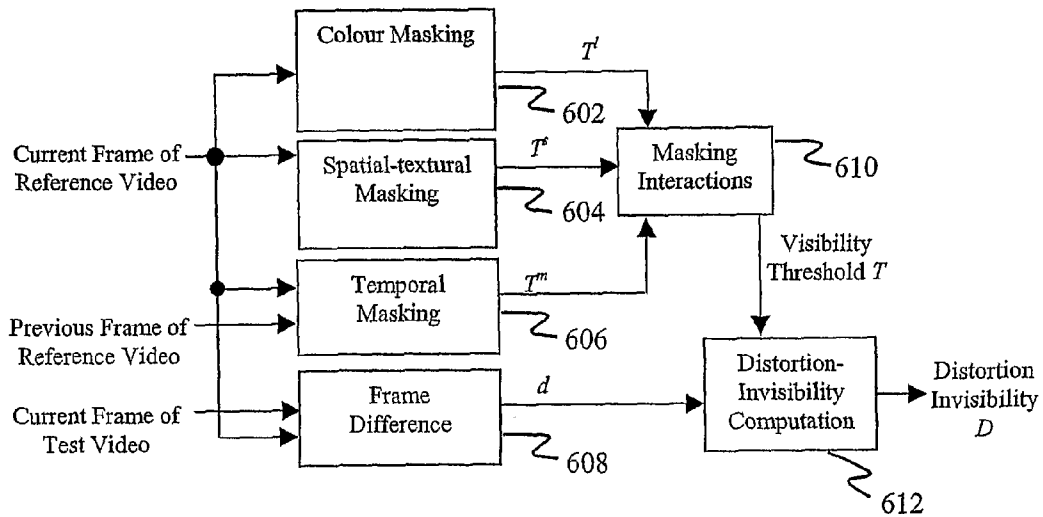 Colour Masking
T^l
602
Current Frame of
Reference Video
Spatial-textural
Masking
T^s
604
Masking
Interactions
610
Visibility
Threshold T
Temporal
Masking
T^m
606
Previous Frame of
Reference Video
Frame
Difference
d
608
Current Frame of
Test Video
Distortion-
Invisibility
Computation
612
Distortion
Invisibility
D